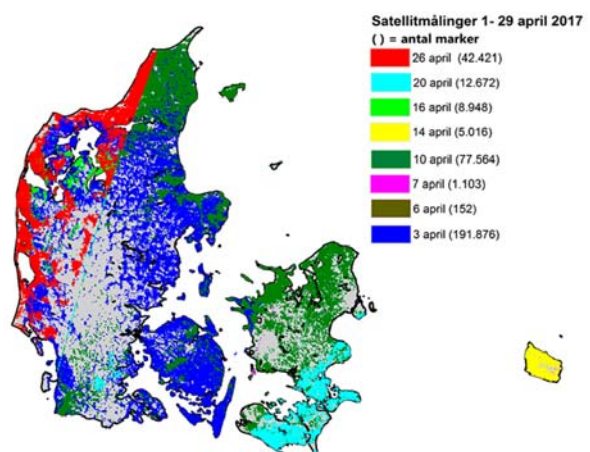 Satellitmålinger 1- 29 april 2017
( ) = antal marker
26 april (42.421)
20 april (12.672)
16 april (8.948)
14 april (5.016)
10 april (77.564)
7 april (1.103)
6 april (152)
3 april (191.876)